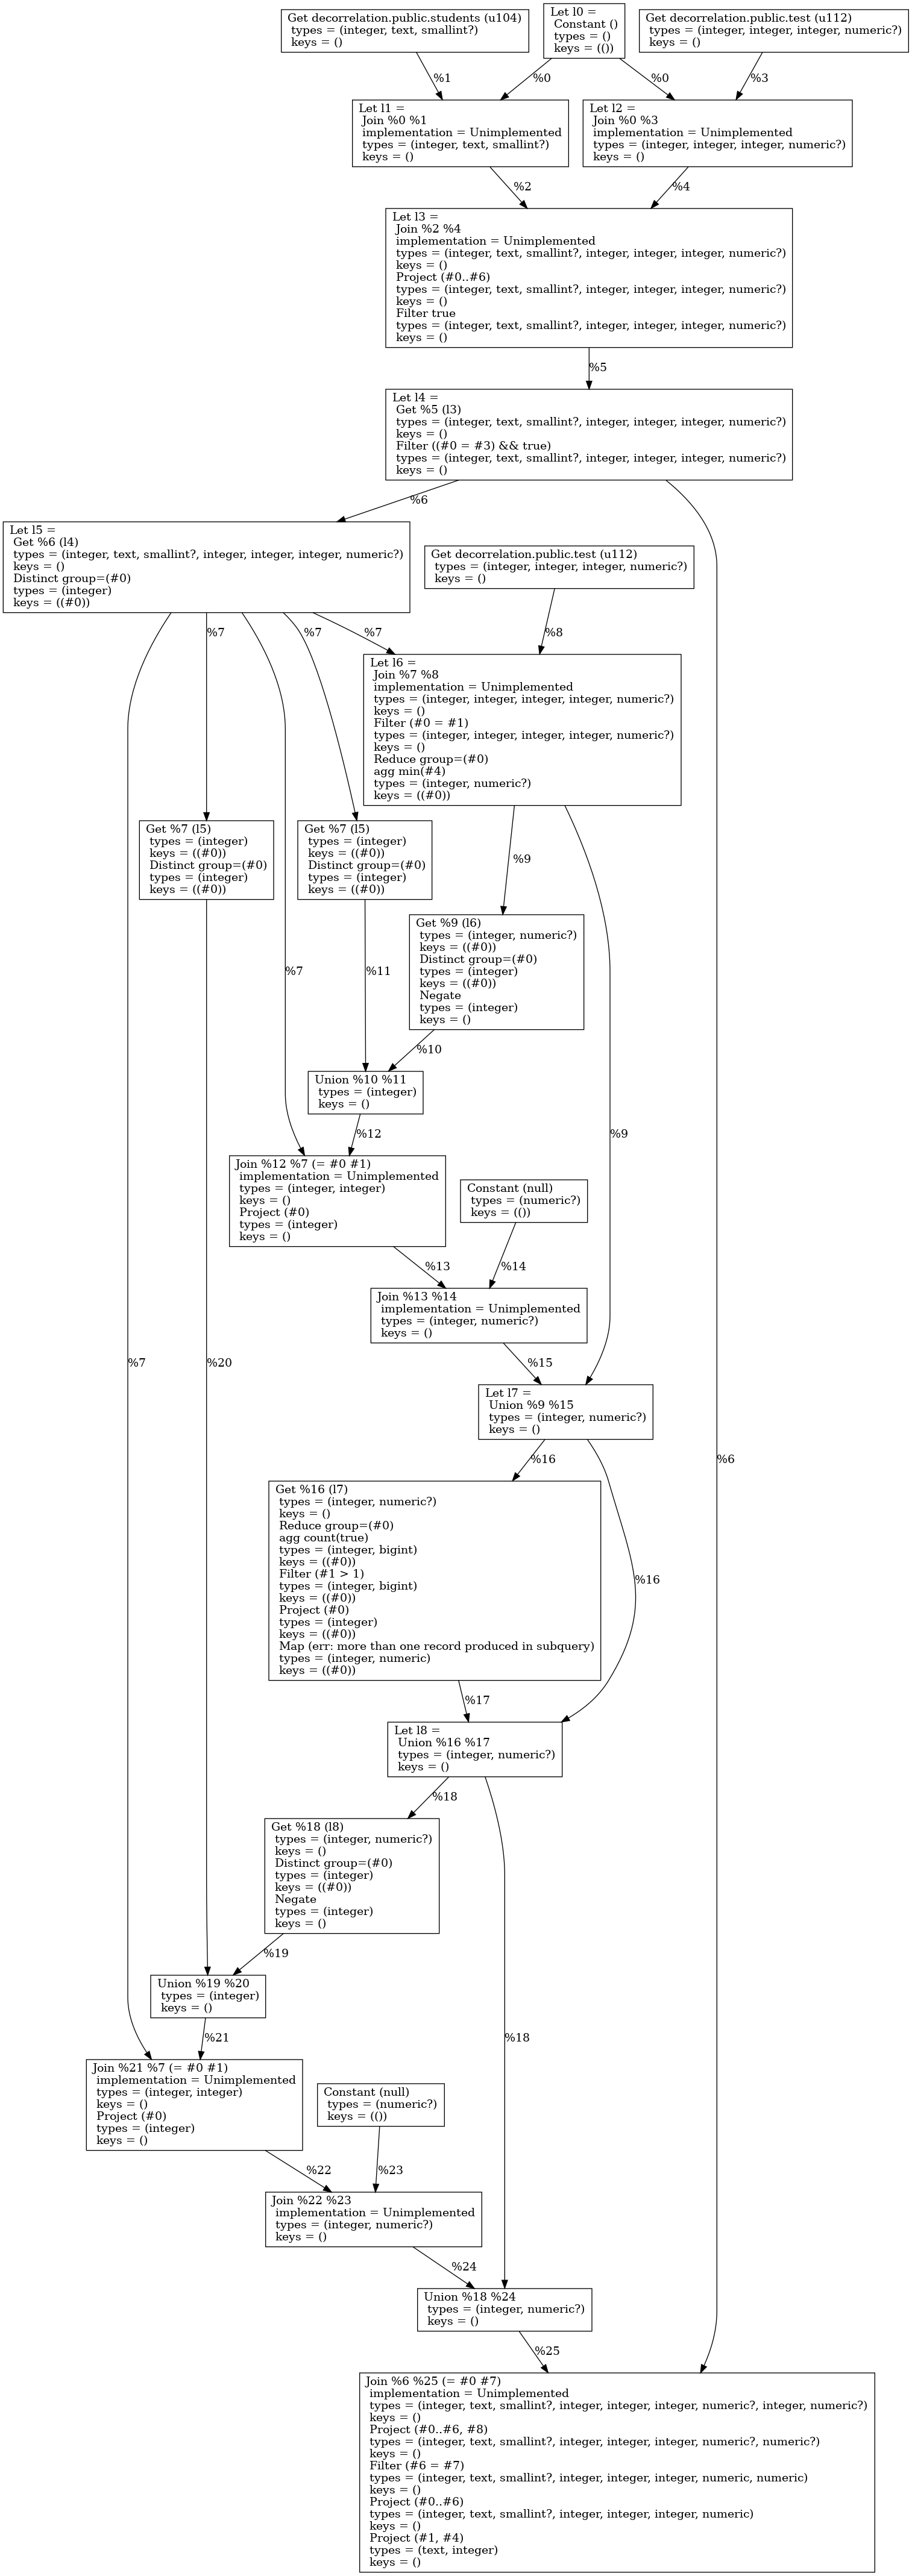 Get decorrelation.public.students (u104)
types = (integer, text, smallint?)
keys = ()
Let l0 =
Constant ()
types = ()
keys = (())
Get decorrelation.public.test (u112)
types = (integer, integer, integer, numeric?)
keys = ()
%1
%0
%0
%3
Let l1 =
Join %0 %1
implementation = Unimplemented
types = (integer, text, smallint?)
keys = ()
Let l2 =
Join %0 %3
implementation = Unimplemented
types = (integer, integer, integer, numeric?)
keys = ()
%2
%4
Let l3 =
Join %2 %4
implementation = Unimplemented
types = (integer, text, smallint?, integer, integer, integer, numeric?)
keys = ()
Project (#0..#6)
types = (integer, text, smallint?, integer, integer, integer, numeric?)
keys = ()
Filter true
types = (integer, text, smallint?, integer, integer, integer, numeric?)
keys = ()
%5
Let l4 =
Get %5 (l3)
types = (integer, text, smallint?, integer, integer, integer, numeric?)
keys = ()
Filter ((#0 = #3) && true)
types = (integer, text, smallint?, integer, integer, integer, numeric?)
keys = ()
%6
Let l5 =
Get %6 (l4)
types = (integer, text, smallint?, integer, integer, integer, numeric?)
keys = ()
Distinct group=(#0)
types = (integer)
keys = ((#0))
Get decorrelation.public.test (u112)
types = (integer, integer, integer, numeric?)
keys = ()
%7
%7
%7
%8
Let l6 =
Join %7 %8
implementation = Unimplemented
types = (integer, integer, integer, integer, numeric?)
keys = ()
Filter (#0 = #1)
types = (integer, integer, integer, integer, numeric?)
keys = ()
Reduce group=(#0)
agg min(#4)
types = (integer, numeric?)
keys = ((#0))
Get %7 (l5)
types = (integer)
keys = ((#0))
Distinct group=(#0)
types = (integer)
keys = ((#0))
Get %7 (l5)
types = (integer)
keys = ((#0))
Distinct group=(#0)
types = (integer)
keys = ((#0))
%9
Get %9 (l6)
types = (integer, numeric?)
keys = ((#0))
Distinct group=(#0)
types = (integer)
keys = ((#0))
Negate
types = (integer)
keys = ()
%7
%11
%10
Union %10 %11
types = (integer)
keys = ()
%12
%9
Join %12 %7 (= #0 #1)
implementation = Unimplemented
types = (integer, integer)
keys = ()
Project (#0)
types = (integer)
keys = ()
Constant (null)
types = (numeric?)
keys = (())
%13
%14
Join %13 %14
implementation = Unimplemented
types = (integer, numeric?)
keys = ()
%7
%20
%15
Let l7 =
Union %9 %15
types = (integer, numeric?)
keys = ()
%16
%6
Get %16 (l7)
types = (integer, numeric?)
keys = ()
Reduce group=(#0)
agg count(true)
types = (integer, bigint)
keys = ((#0))
Filter (#1 > 1)
types = (integer, bigint)
keys = ((#0))
Project (#0)
types = (integer)
keys = ((#0))
Map (err: more than one record produced in subquery)
types = (integer, numeric)
keys = ((#0))
%16
%17
Let l8 =
Union %16 %17
types = (integer, numeric?)
keys = ()
%18
Get %18 (l8)
types = (integer, numeric?)
keys = ()
Distinct group=(#0)
types = (integer)
keys = ((#0))
Negate
types = (integer)
keys = ()
%19
Union %19 %20
types = (integer)
keys = ()
%21
%18
Join %21 %7 (= #0 #1)
implementation = Unimplemented
types = (integer, integer)
keys = ()
Project (#0)
types = (integer)
keys = ()
Constant (null)
types = (numeric?)
keys = (())
%22
%23
Join %22 %23
implementation = Unimplemented
types = (integer, numeric?)
keys = ()
%24
Union %18 %24
types = (integer, numeric?)
keys = ()
%25
Join %6 %25 (= #0 #7)
implementation = Unimplemented
types = (integer, text, smallint?, integer, integer, integer, numeric?, integer, numeric?)
keys = ()
Project (#0..#6, #8)
types = (integer, text, smallint?, integer, integer, integer, numeric?, numeric?)
keys = ()
Filter (#6 = #7)
types = (integer, text, smallint?, integer, integer, integer, numeric, numeric)
keys = ()
Project (#0..#6)
types = (integer, text, smallint?, integer, integer, integer, numeric)
keys = ()
Project (#1, #4)
types = (text, integer)
keys = ()